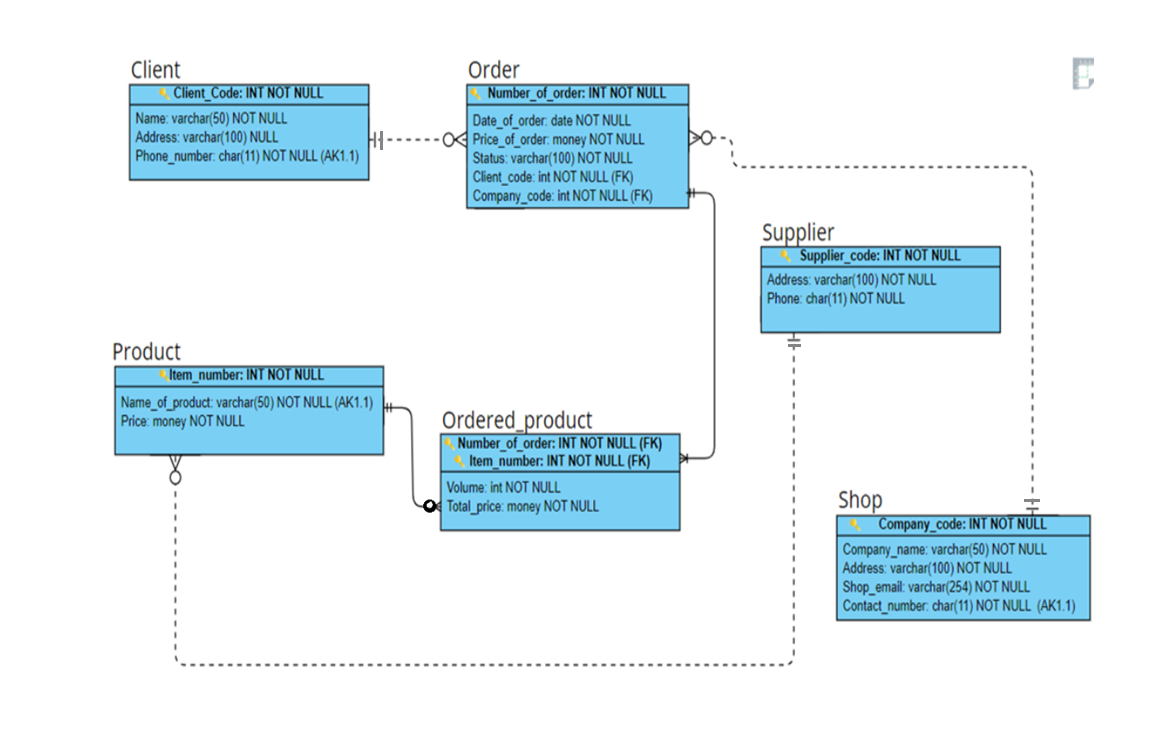 Client
Client_Code: INT NOT NULL
Name: varchar(50) NOT NULL
Address: varchar(100) NULL
Phone_number: char(11) NOT NULL (AK1.1)
Order
Number_of_order: INT NOT NULL
Date_of_order: date NOT NULL
Price_of_order: money NOT NULL
Status: varchar(100) NOT NULL
Client_code: int NOT NULL (FK)
Company_code: int NOT NULL (FK)
Supplier
Supplier_code: INT NOT NULL
Address: varchar(100) NOT NULL
Phone: char(11) NOT NULL
Product
Item_number: INT NOT NULL
Name_of_product: varchar(50) NOT NULL (AK1.1)
Price: money NOT NULL
Ordered_product
Number_of_order: INT NOT NULL (FK)
Item_number: INT NOT NULL (FK)
Volume: int NOT NULL
Total_price: money NOT NULL
Shop
Company_code: INT NOT NULL
Company_name: varchar(50) NOT NULL
Address: varchar(100) NOT NULL
Shop_email: varchar(254) NOT NULL
Contact_number: char(11) NOT NULL (AK1.1)